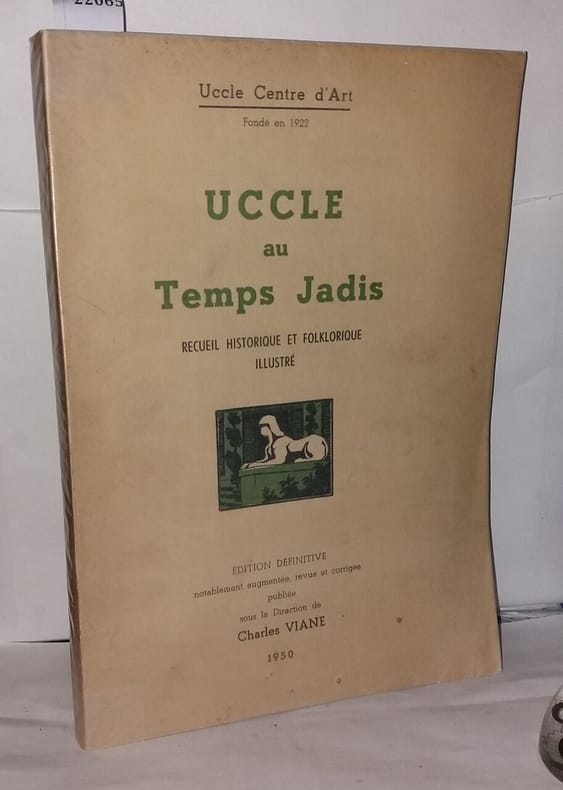 22665
Uccle Centre d'Art
Fondé en 1922
UCCLE
au
Temps Jadis
RECUEIL HISTORIQUE ET FOLKLORIQUE
ILLUSTRÉ
ÉDITION DÉFINITIVE
notablement augmentée, revue et corrigée
publiée
sous la Direction de
Charles VIANE
1950